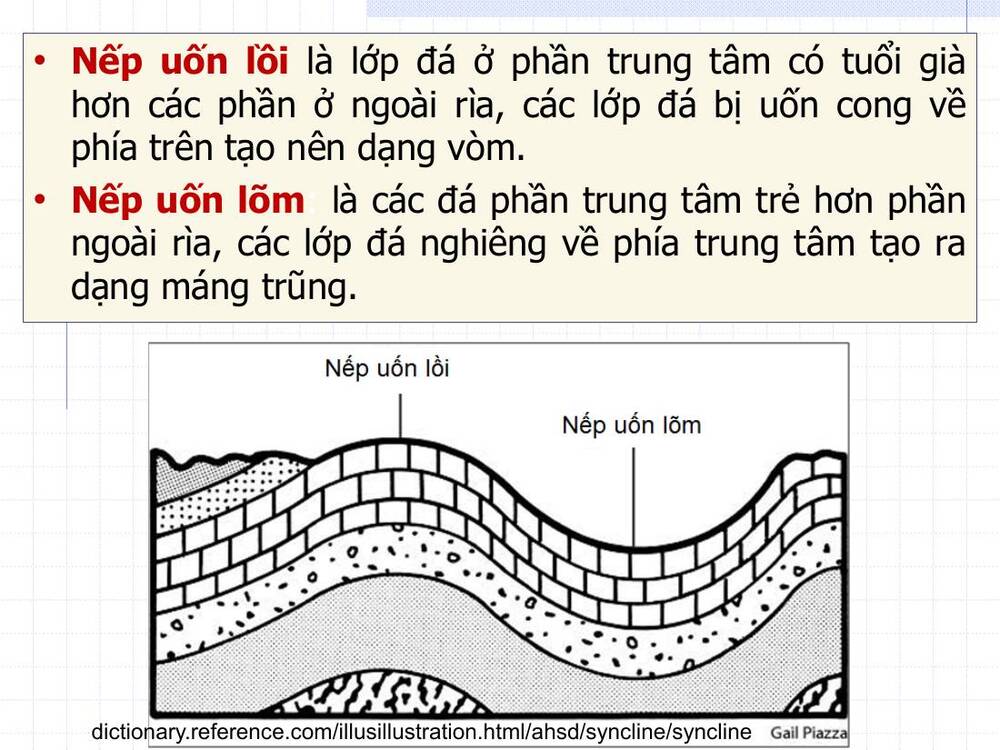 • Nếp uốn lồi là lớp đá ở phần trung tâm có tuổi già
hơn các phần ở ngoài rìa, các lớp đá bị uốn cong về
phía trên tạo nên dạng vòm.
• Nếp uốn lõm: là các đá phần trung tâm trẻ hơn phần
ngoài rìa, các lớp đá nghiêng về phía trung tâm tạo ra
dạng máng trũng.
Nếp uốn lồi
Nếp uốn lõm
dictionary.reference.com/illusillustration.html/ahsd/syncline/syncline
Gail Piazza